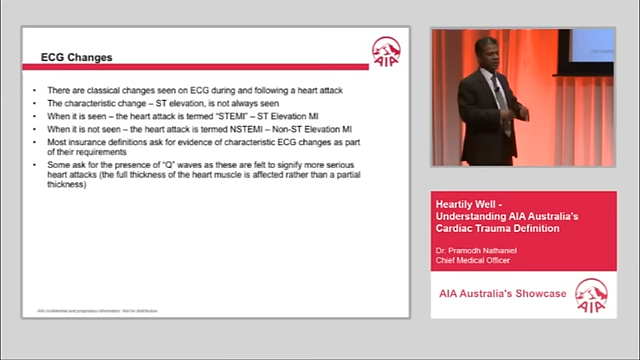 ECG Changes
AIA
• There are classical changes seen on ECG during and following a heart attack
• The characteristic change – ST elevation, is not always seen
• When it is seen – the heart attack is termed “STEMI” – ST Elevation MI
• When it is not seen – the heart attack is termed NSTEMI – Non-ST Elevation MI
• Most insurance definitions ask for evidence of characteristic ECG changes as part
of their requirements
• Some ask for the presence of “Q” waves as these are felt to signify more serious
heart attacks (the full thickness of the heart muscle is affected rather than a partial
thickness)
AIA confidential and proprietary information. Not for distribution.
Heartily Well -
Understanding AIA Australia's
Cardiac Trauma Definition
Dr. Pramodh Nathaniel
Chief Medical Officer
AIA Australia's Showcase
AIA